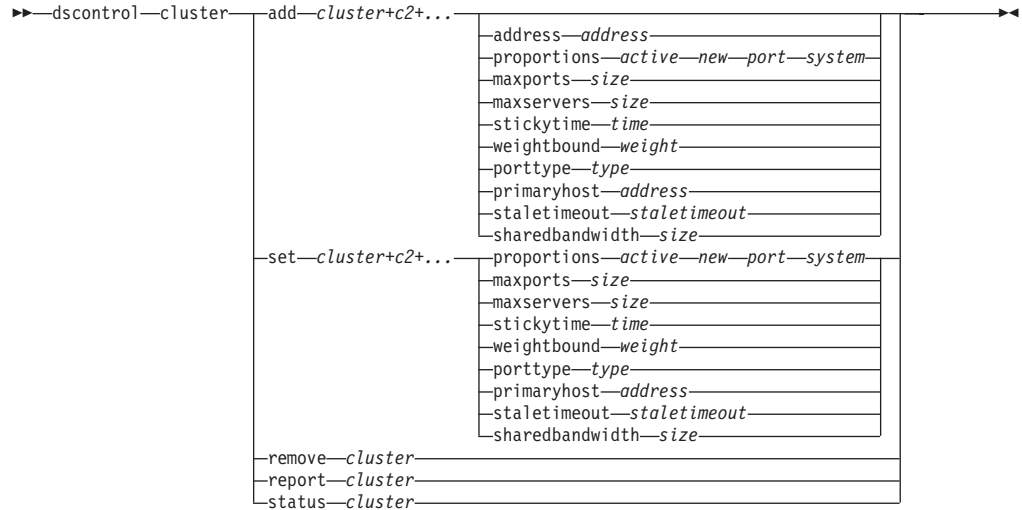 dscontrol cluster add cluster+c2+...
address address
proportions active new port system
maxports size
maxservers size
stickytime time
weightbound weight
porttype type
primaryhost address
staletimeout staletimeout
sharedbandwidth size
set cluster+c2+... proportions active new port system
maxports size
maxservers size
stickytime time
weightbound weight
porttype type
primaryhost address
staletimeout staletimeout
sharedbandwidth size
remove cluster
report cluster
status cluster